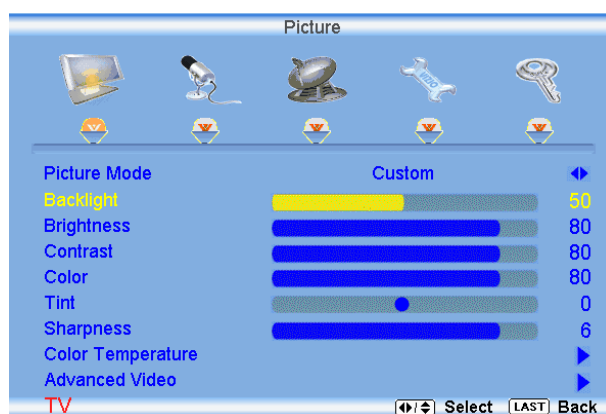 Picture
VIZIO
Picture Mode Custom
Backlight 50
Brightness 80
Contrast 80
Color 80
Tint 0
Sharpness 6
Color Temperature
Advanced Video
TV Select LAST Back